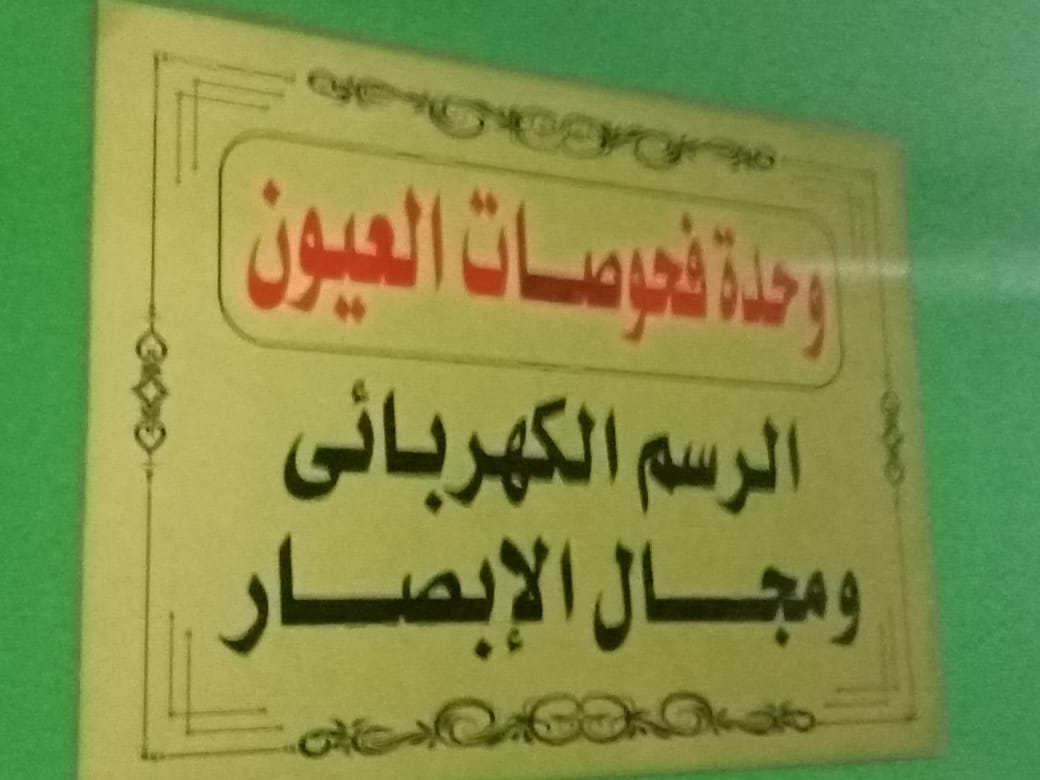 وحدة فحوصات العيون
الرسم الكهربائى
ومجال الإبصار